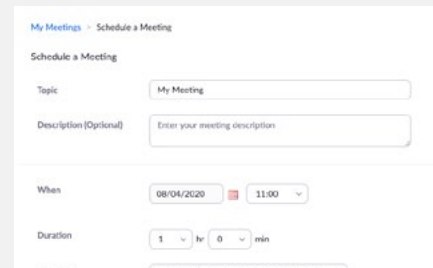 My Meetings > Schedule a Meeting
Schedule a Meeting
Topic My Meeting
Description (Optional) Enter your meeting description
When 08/04/2020 11:00
Duration 1 hr 0 min